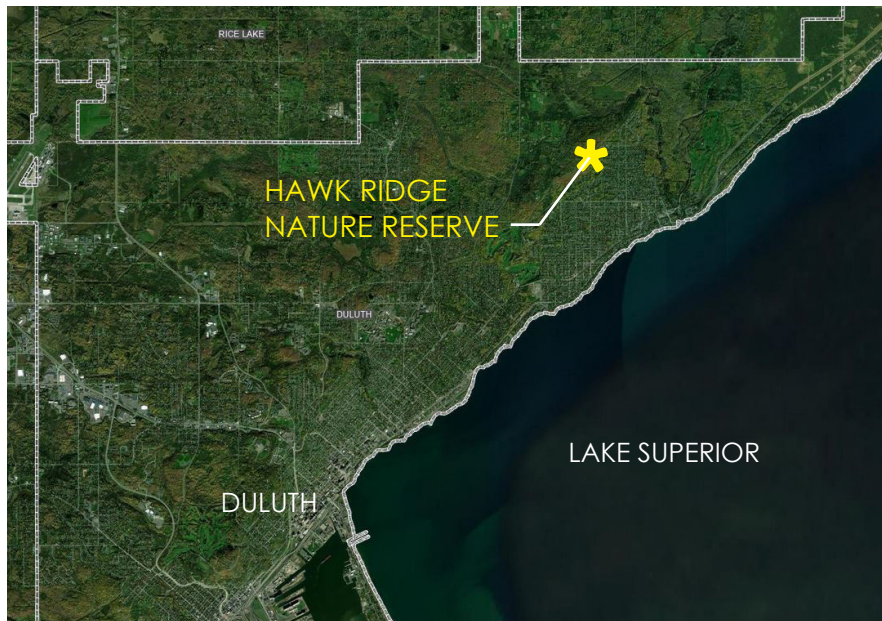 RICE LAKE
HAWK RIDGE
NATURE RESERVE
DULUTH
LAKE SUPERIOR
DULUTH